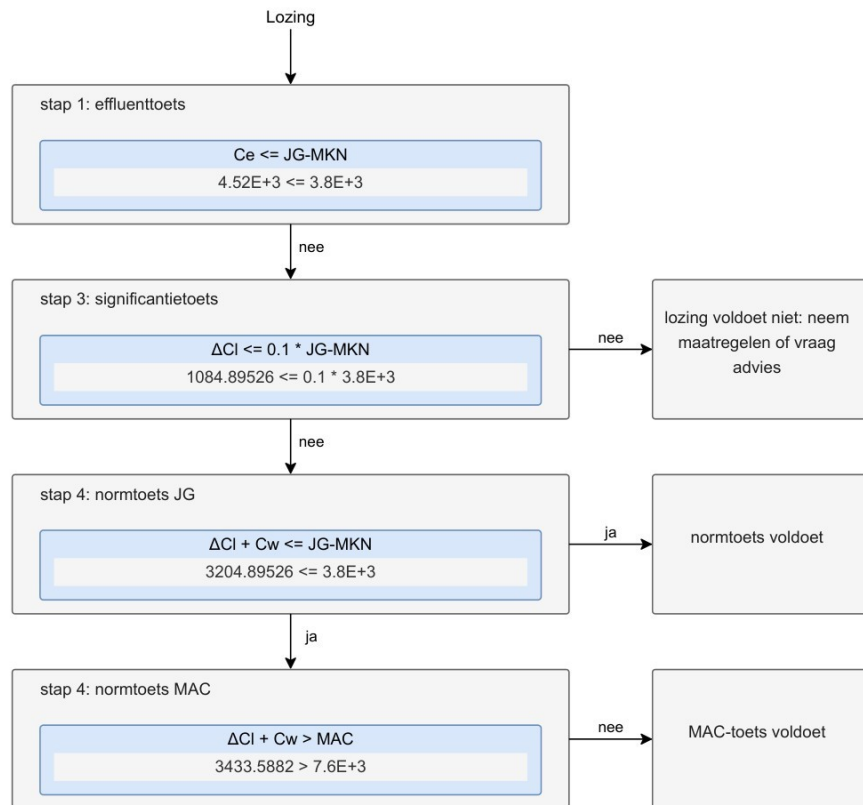 Lozing
stap 1: effluenttoets
Ce <= JG-MKN
4.52E+3 <= 3.8E+3
nee
stap 3: significantietoets
ΔCl <= 0.1 * JG-MKN
1084.89526 <= 0.1 * 3.8E+3
nee
lozing voldoet niet: neem
maatregelen of vraag
advies
nee
stap 4: normtoets JG
ΔCl + Cw <= JG-MKN
3204.89526 <= 3.8E+3
ja
normtoets voldoet
ja
stap 4: normtoets MAC
ΔCl + Cw > MAC
3433.5882 > 7.6E+3
nee
MAC-toets voldoet